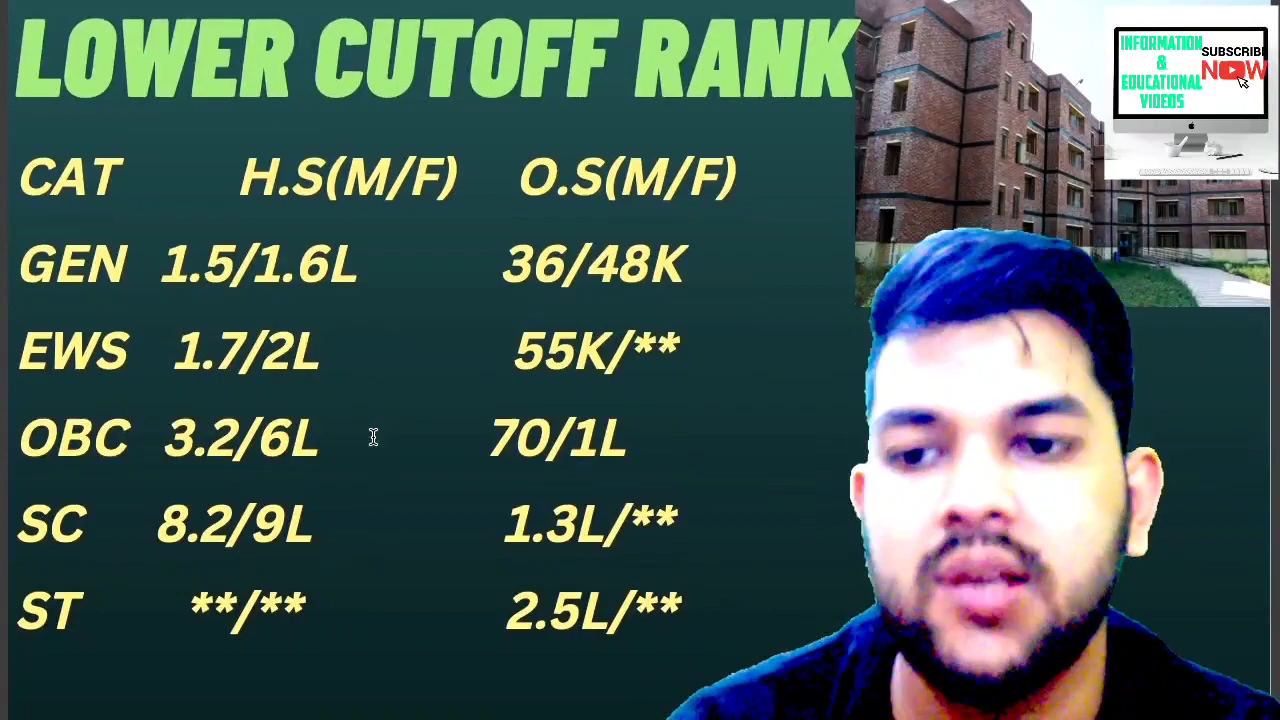 LOWER CUTOFF RANK
CAT H.S(M/F) O.S(M/F)
GEN 1.5/1.6L 36/48K
EWS 1.7/2L 55K/**
OBC 3.2/6L 70/1L
SC 8.2/9L 1.3L/**
ST **/** 2.5L/**
INFORMATION
&
EDUCATIONAL
VIDEOS
SUBSCRIBE
NOW